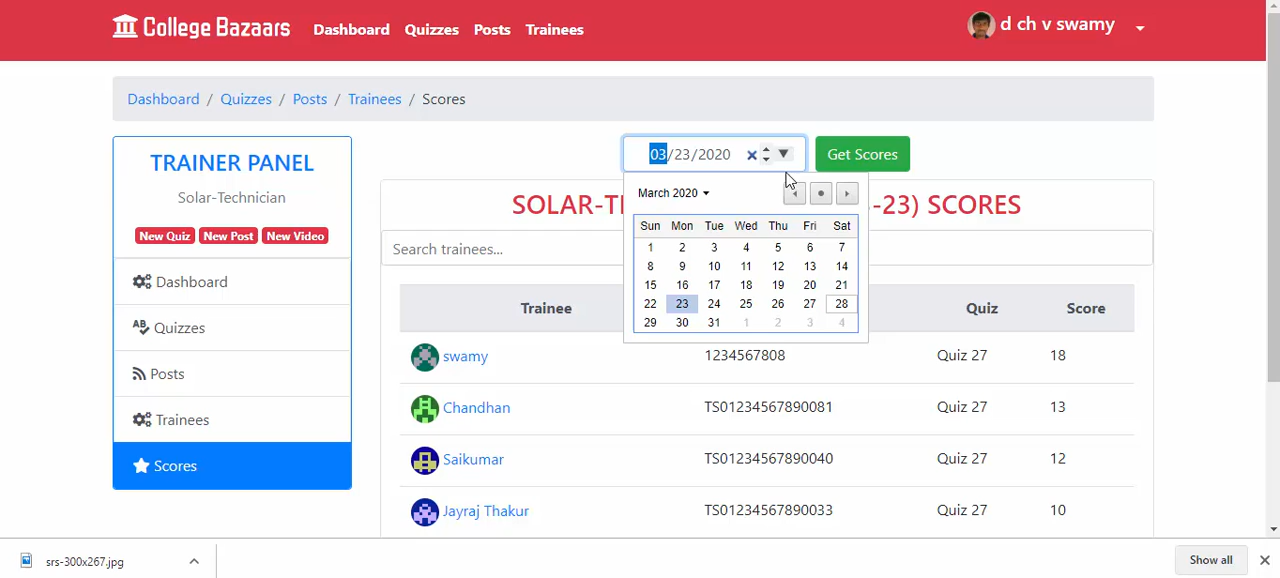 College Bazaars Dashboard Quizzes Posts Trainees d ch v swamy
Dashboard / Quizzes / Posts / Trainees / Scores
TRAINER PANEL
Solar-Technician
New Quiz New Post New Video
Dashboard
Quizzes
Posts
Trainees
Scores
03/23/2020 Get Scores
March 2020
Sun Mon Tue Wed Thu Fri Sat
1 2 3 4 5 6 7
8 9 10 11 12 13 14
15 16 17 18 19 20 21
22 23 24 25 26 27 28
29 30 31 1 2 3 4
SOLAR-T -23) SCORES
Search trainees...
Trainee Quiz Score
swamy 1234567808 Quiz 27 18
Chandhan TS01234567890081 Quiz 27 13
Saikumar TS01234567890040 Quiz 27 12
Jayraj Thakur TS01234567890033 Quiz 27 10
srs-300x267.jpg Show all